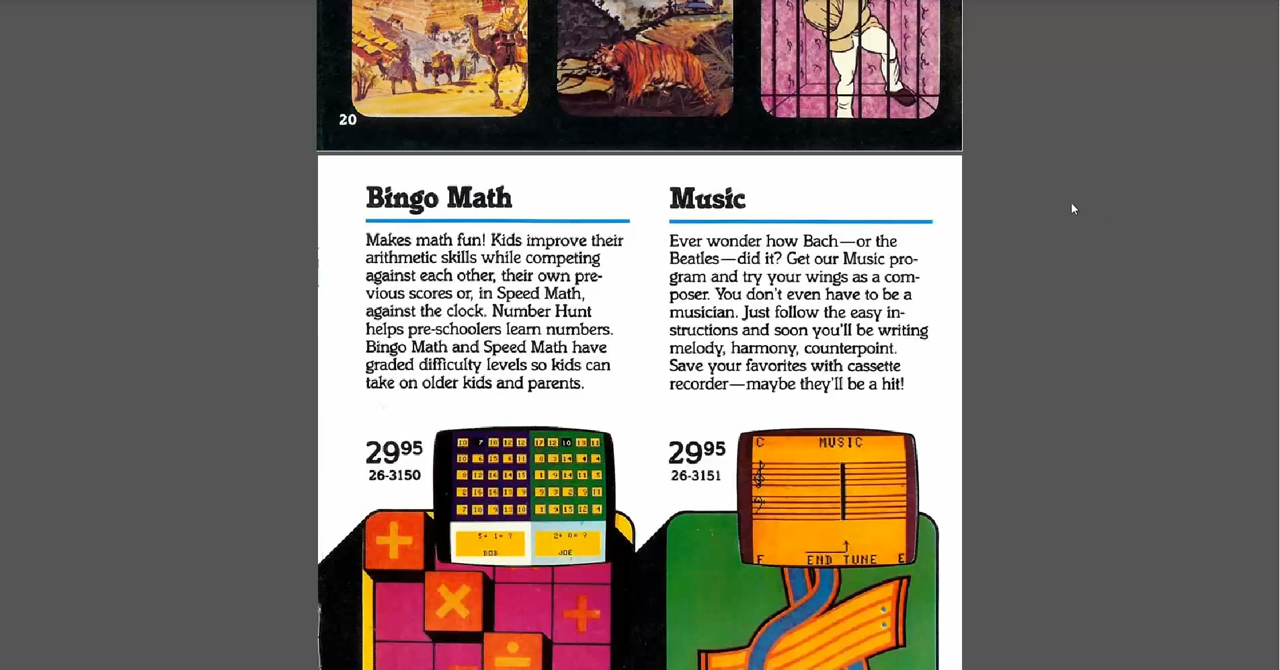 20
Bingo Math
Makes math fun! Kids improve their
arithmetic skills while competing
against each other, their own pre-
vious scores or, in Speed Math,
against the clock. Number Hunt
helps pre-schoolers learn numbers.
Bingo Math and Speed Math have
graded difficulty levels so kids can
take on older kids and parents.
29⁹⁵
26-3150
5+ 1= ?
2+ 0= ?
BOB
JOE
Music
Ever wonder how Bach—or the
Beatles—did it? Get our Music pro-
gram and try your wings as a com-
poser. You don't even have to be a
musician. Just follow the easy in-
structions and soon you'll be writing
melody, harmony, counterpoint.
Save your favorites with cassette
recorder—maybe they'll be a hit!
29⁹⁵
26-3151
C MUSIC
F END TUNE E